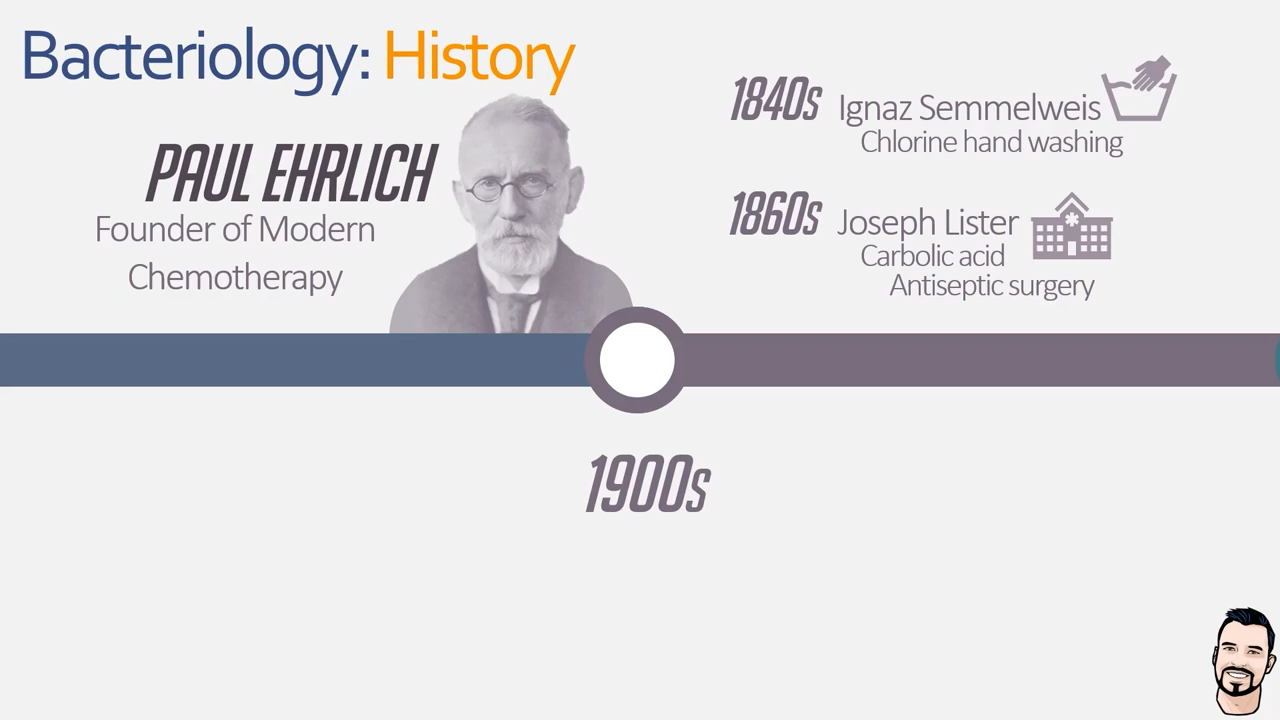 Bacteriology: History
PAUL EHRLICH
Founder of Modern
Chemotherapy
1840s Ignaz Semmelweis
Chlorine hand washing
1860s Joseph Lister
Carbolic acid
Antiseptic surgery
1900s